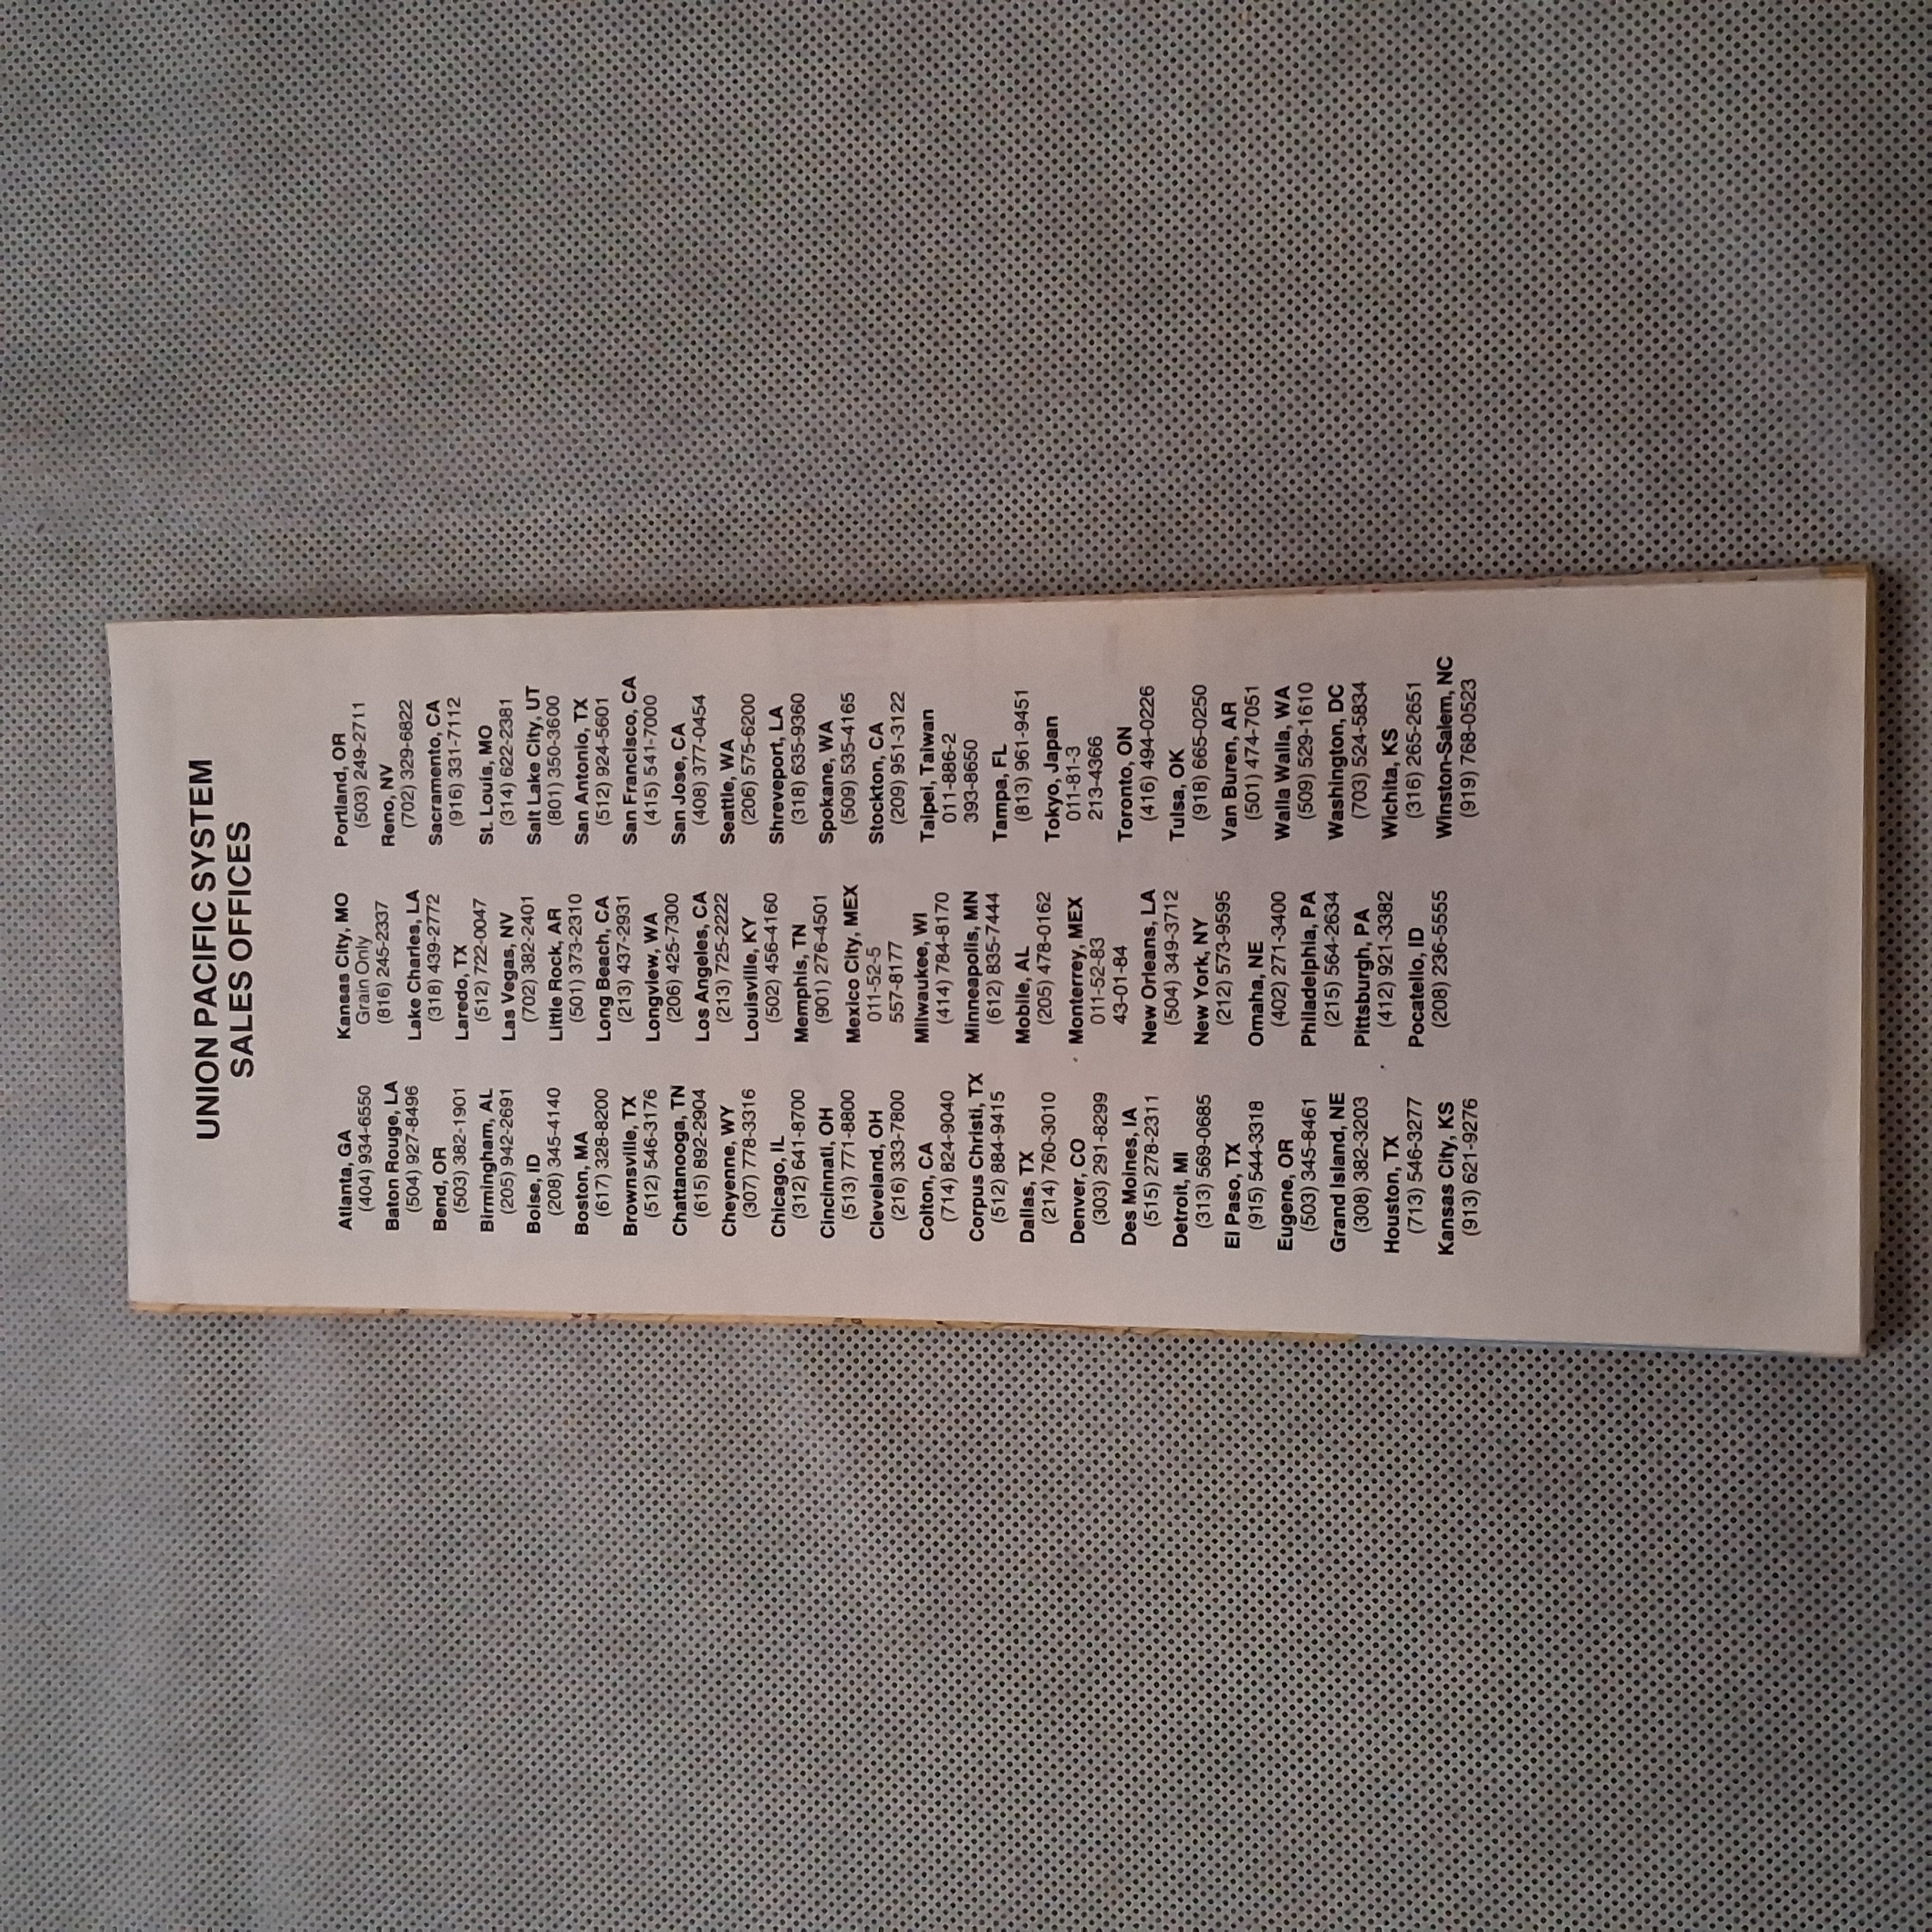 UNION PACIFIC SYSTEM
SALES OFFICES
Atlanta, GA
(404) 934-6550
Baton Rouge, LA
(504) 927-8496
Bend, OR
(503) 382-1901
Birmingham, AL
(205) 942-2691
Boise, ID
(208) 345-4140
Boston, MA
(617) 328-8200
Brownsville, TX
(512) 546-3176
Chattanooga, TN
(615) 892-2904
Cheyenne, WY
(307) 778-3316
Chicago, IL
(312) 641-8700
Cincinnati, OH
(513) 771-8800
Cleveland, OH
(216) 333-7800
Colton, CA
(714) 824-9040
Corpus Christi, TX
(512) 884-9415
Dallas, TX
(214) 760-3010
Denver, CO
(303) 291-8299
Des Moines, IA
(515) 278-2311
Detroit, MI
(313) 569-0685
El Paso, TX
(915) 544-3318
Eugene, OR
(503) 345-8461
Grand Island, NE
(308) 382-3203
Houston, TX
(713) 546-3277
Kansas City, KS
(913) 621-9276
Kansas City, MO
Grain Only
(816) 245-2337
Lake Charles, LA
(318) 439-2772
Laredo, TX
(512) 722-0047
Las Vegas, NV
(702) 382-2401
Little Rock, AR
(501) 373-2310
Long Beach, CA
(213) 437-2931
Longview, WA
(206) 425-7300
Los Angeles, CA
(213) 725-2222
Louisville, KY
(502) 456-4160
Memphis, TN
(901) 276-4501
Mexico City, MEX
011-52-5
557-8177
Milwaukee, WI
(414) 784-8170
Minneapolis, MN
(612) 835-7444
Mobile, AL
(205) 478-0162
Monterrey, MEX
011-52-83
43-01-84
New Orleans, LA
(504) 349-3712
New York, NY
(212) 573-9595
Omaha, NE
(402) 271-3400
Philadelphia, PA
(215) 564-2634
Pittsburgh, PA
(412) 921-3382
Pocatello, ID
(208) 236-5555
Portland, OR
(503) 249-2711
Reno, NV
(702) 329-6822
Sacramento, CA
(916) 331-7112
St. Louis, MO
(314) 622-2381
Salt Lake City, UT
(801) 350-3600
San Antonio, TX
(512) 924-5601
San Francisco, CA
(415) 541-7000
San Jose, CA
(408) 377-0454
Seattle, WA
(206) 575-6200
Shreveport, LA
(318) 635-9360
Spokane, WA
(509) 535-4165
Stockton, CA
(209) 951-3122
Taipei, Taiwan
011-886-2
393-8650
Tampa, FL
(813) 961-9451
Tokyo, Japan
011-81-3
213-4366
Toronto, ON
(416) 494-0226
Tulsa, OK
(918) 665-0250
Van Buren, AR
(501) 474-7051
Walla Walla, WA
(509) 529-1610
Washington, DC
(703) 524-5834
Wichita, KS
(316) 265-2651
Winston-Salem, NC
(919) 768-0523